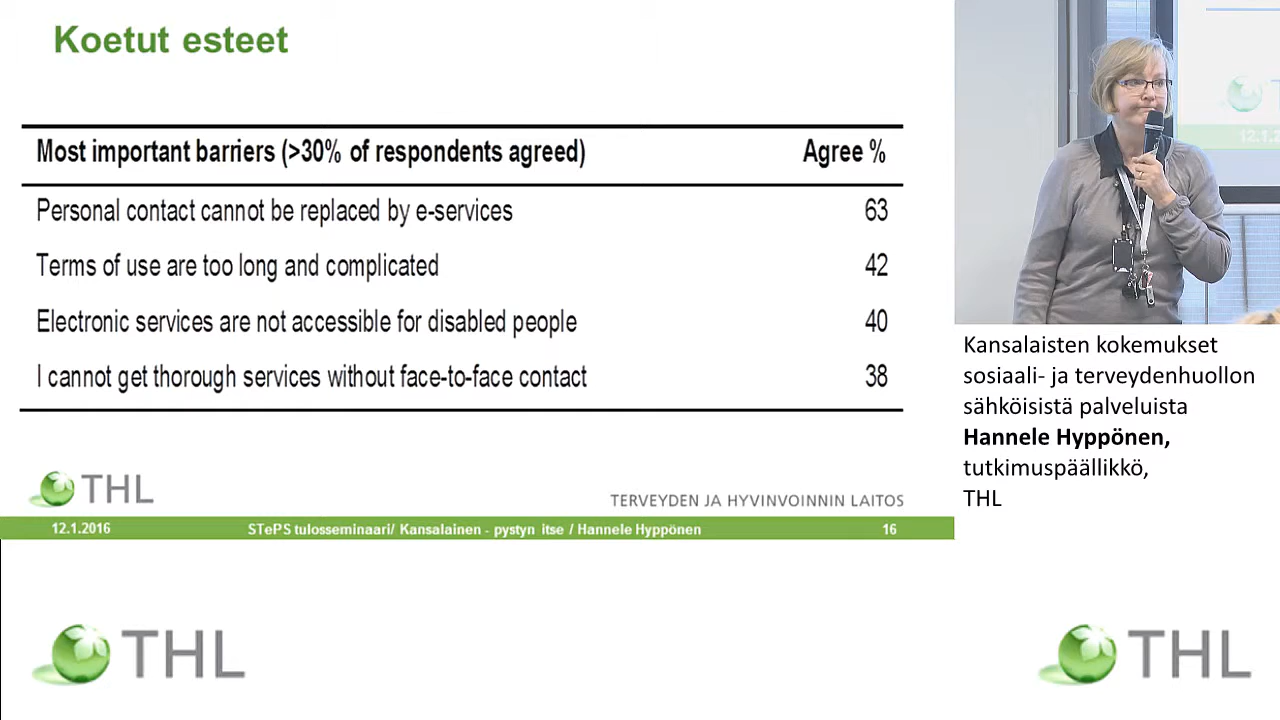 Koetut esteet
Most important barriers (>30% of respondents agreed) Agree %
Personal contact cannot be replaced by e-services 63
Terms of use are too long and complicated 42
Electronic services are not accessible for disabled people 40
I cannot get thorough services without face-to-face contact 38
THL
TERVEYDEN JA HYVINVOINNIN LAITOS
12.1.2016 STePS tulosseminaari/ Kansalainen - pystyn itse / Hannele Hyppönen 16
12.1.2
Kansalaisten kokemukset
sosiaali- ja terveydenhuollon
sähköisistä palveluista
Hannele Hyppönen,
tutkimuspäällikkö,
THL
THL
THL